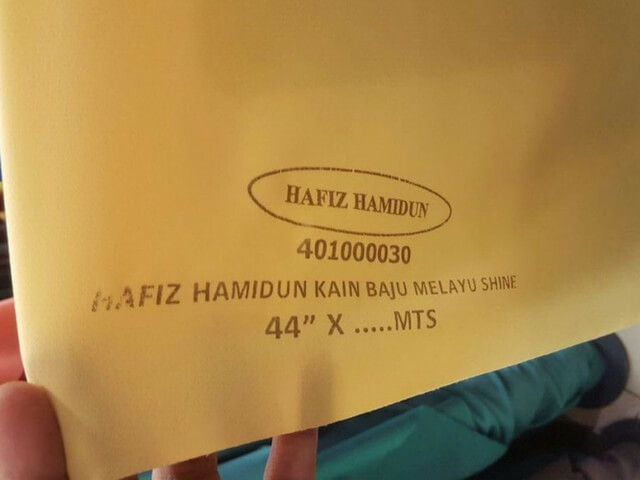 HAFIZ HAMIDUN
401000030
HAFIZ HAMIDUN KAIN BAJU MELAYU SHINE
44” X .....MTS